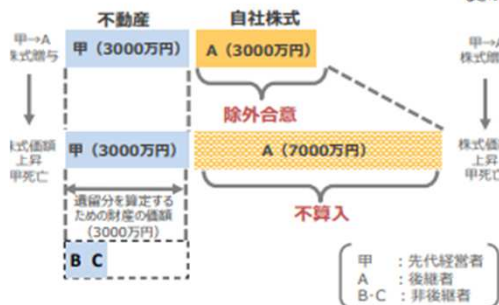 不動産
自社株式
甲→A
株式贈与
甲（3000万円）
A（3000万円）
甲→A
株式贈
除外合意
株式価額
上昇
甲死亡
甲（3000万円）
A（7000万円）
株式価
上昇
甲死亡
遺留分を算定する
ための財産の価額
（3000万円）
不算入
B C
甲 ：先代経営者
A ：後継者
B・C ：非後継者